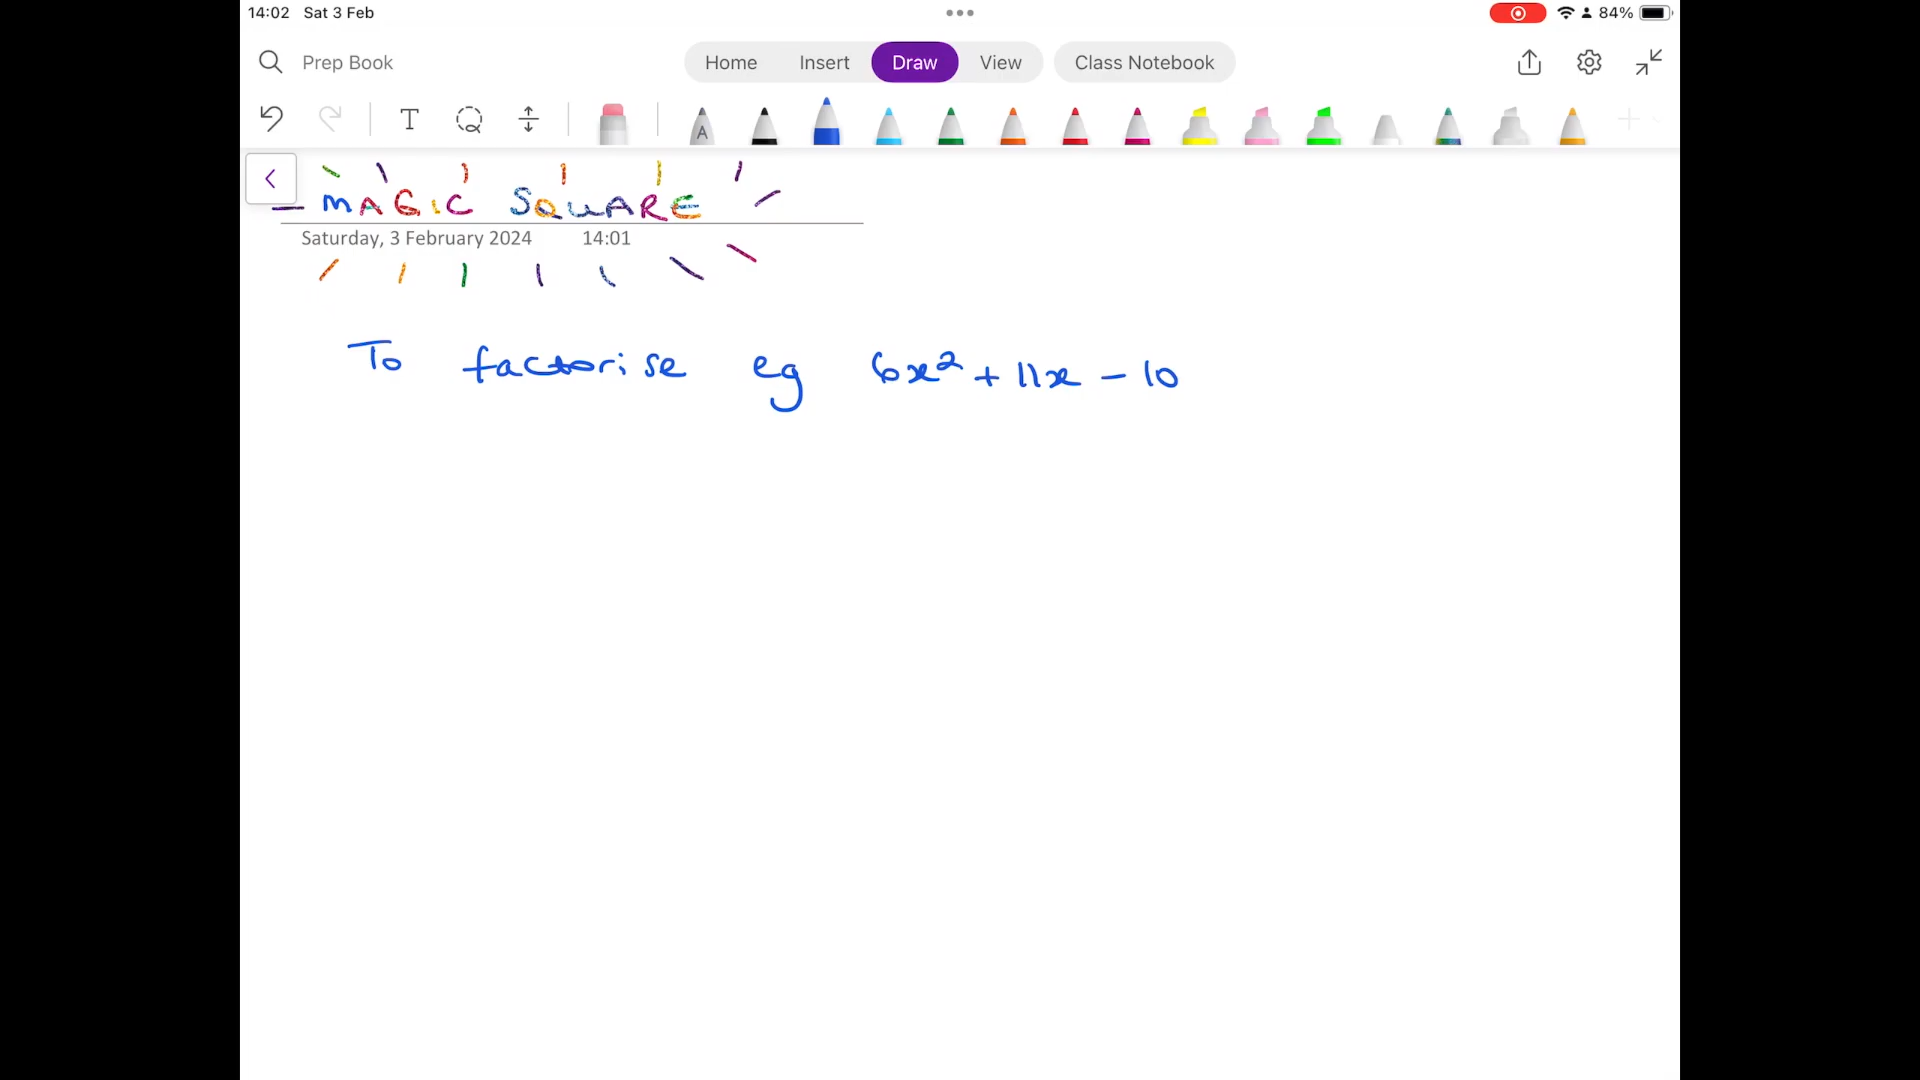 14:02 Sat 3 Feb 84%
Prep Book Home Insert Draw View Class Notebook
T A
MAGIC SQUARE
Saturday, 3 February 2024 14:01
To factorise eg 6x² + 11x - 10